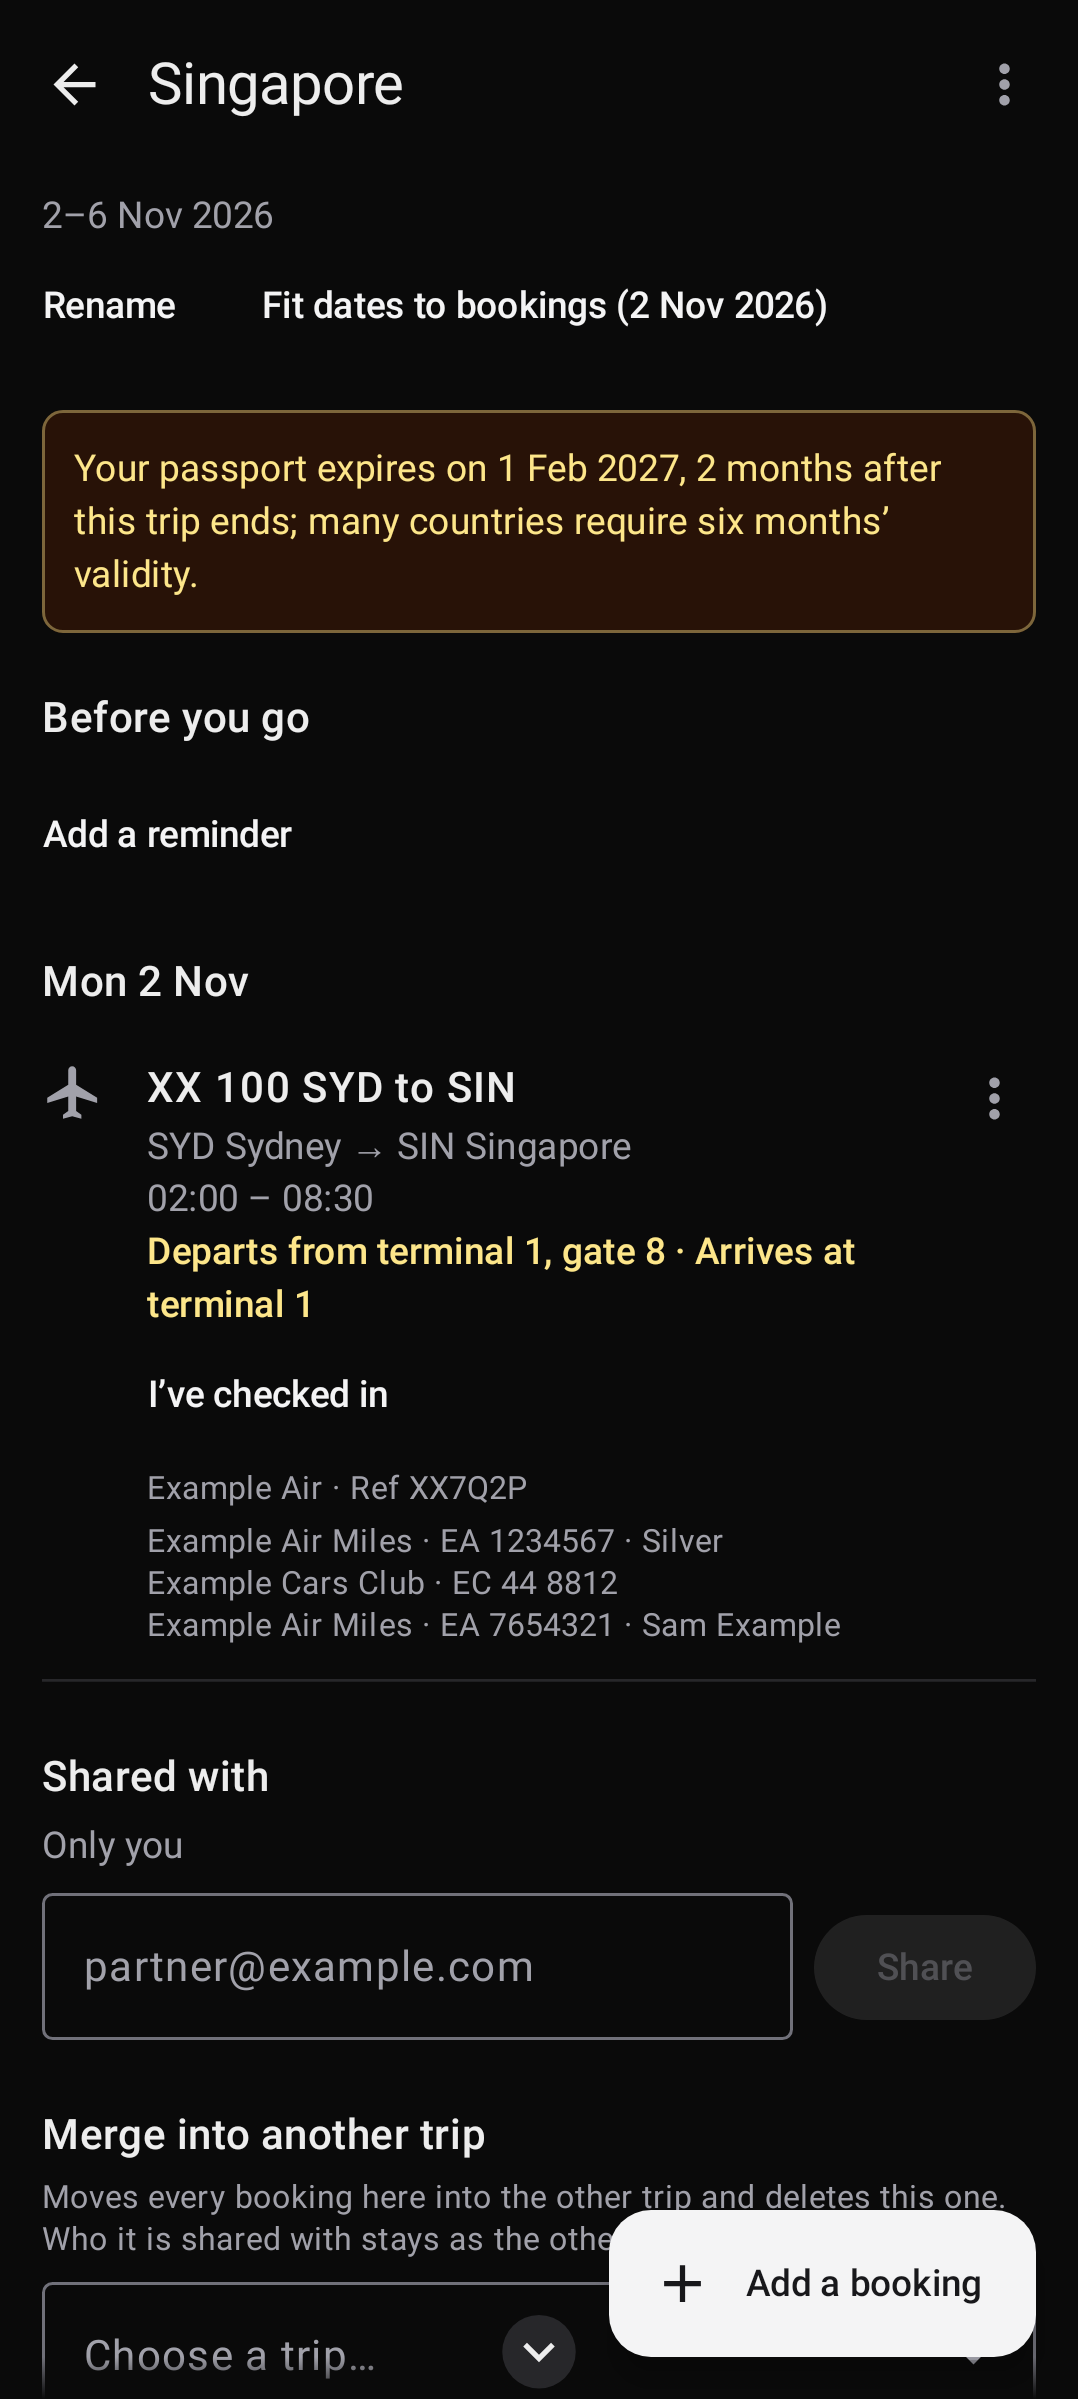 Singapore
2–6 Nov 2026
Rename
Fit dates to bookings (2 Nov 2026)
Your passport expires on 1 Feb 2027, 2 months after
this trip ends; many countries require six months’
validity.
Before you go
Add a reminder
Mon 2 Nov
XX 100 SYD to SIN
SYD Sydney → SIN Singapore
02:00 – 08:30
Departs from terminal 1, gate 8 · Arrives at
terminal 1
I’ve checked in
Example Air · Ref XX7Q2P
Example Air Miles · EA 1234567 · Silver
Example Cars Club · EC 44 8812
Example Air Miles · EA 7654321 · Sam Example
Shared with
Only you
partner@example.com
Share
Merge into another trip
Moves every booking here into the other trip and deletes this one.
Who it is shared with stays as the
Add a booking
Choose a trip…